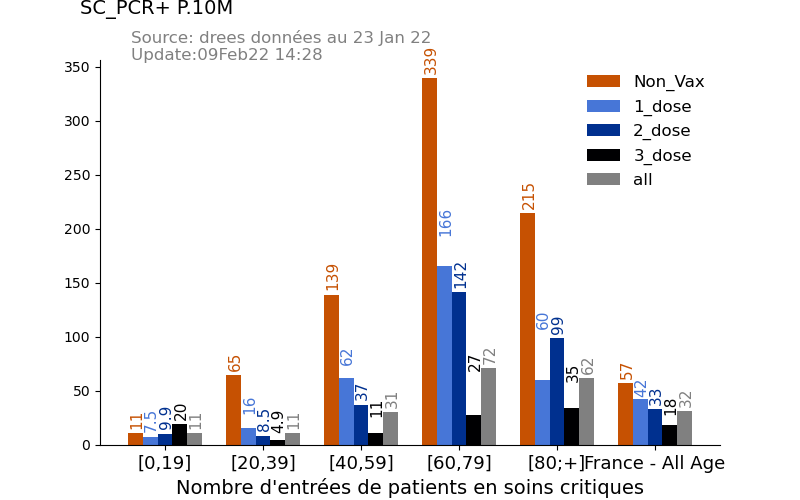 SC_PCR+ P.10M
Source: drees données au 23 Jan 22
Update:09Feb22 14:28
350
300
250
200
150
100
50
0
Non_Vax
1_dose
2_dose
3_dose
all
11 7.5 9.9 20 11
65 16 8.5 4.9 11
139 62 37 11 31
339 166 142 27 72
215 60 99 35 62
57 42 33 18 32
[0,19] [20,39] [40,59] [60,79] [80;+] France - All Age
Nombre d'entrées de patients en soins critiques